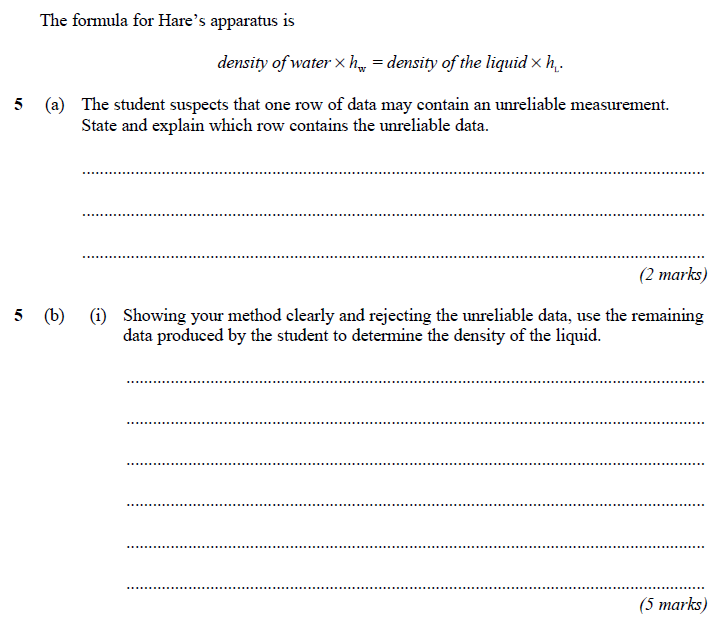 The formula for Hare's apparatus is
density of water × hw = density of the liquid × hL.
5 (a) The student suspects that one row of data may contain an unreliable measurement.
State and explain which row contains the unreliable data.
(2 marks)
5 (b) (i) Showing your method clearly and rejecting the unreliable data, use the remaining
data produced by the student to determine the density of the liquid.
(5 marks)